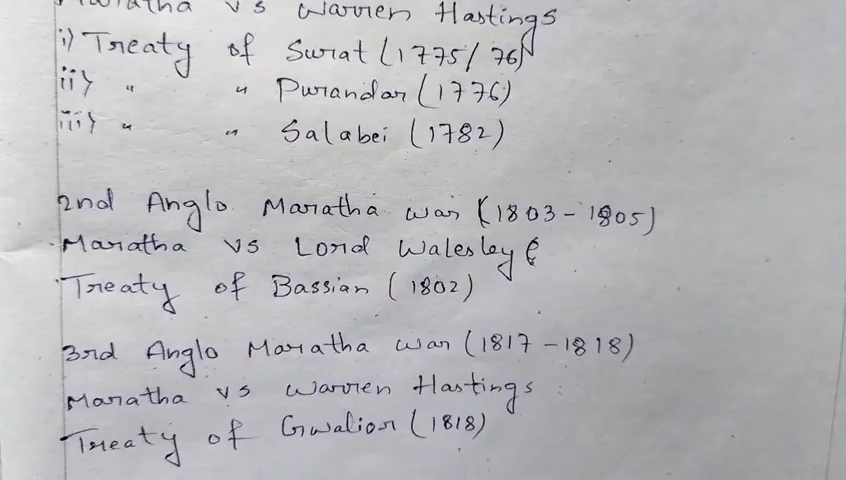 Maratha vs Warren Hastings
i) Treaty of Surat (1775/76)
ii) " " Purandar (1776)
iii) " " Salabei (1782)
2nd Anglo Maratha war (1803-1805)
Maratha vs Lord Walesley
Treaty of Bassian (1802)
3rd Anglo Maratha war (1817-1818)
Maratha vs Warren Hastings
Treaty of Gwalior (1818)